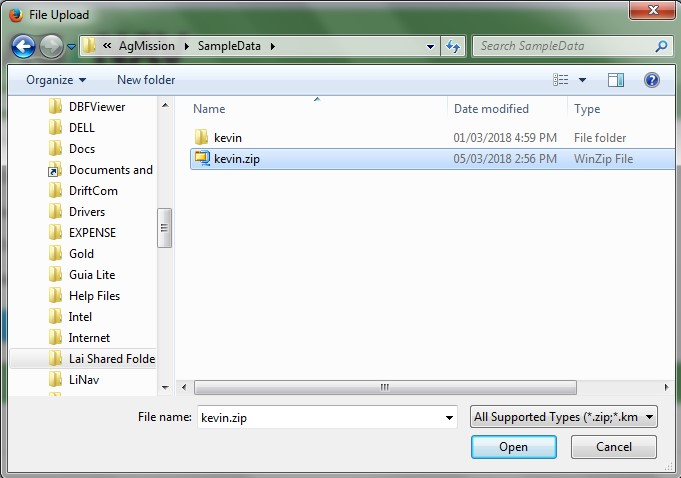 File Upload
« AgMission ▸ SampleData ▸
Search SampleData
Organize
New folder
Name
Date modified
Type
DBFViewer
DELL
Docs
Documents and
DriftCom
Drivers
EXPENSE
Gold
Guia Lite
Help Files
Intel
Internet
Lai Shared Folde
LiNav
kevin
01/03/2018 4:59 PM
File folder
kevin.zip
05/03/2018 2:56 PM
WinZip File
File name:
kevin.zip
All Supported Types (*.zip;*.km
Open
Cancel